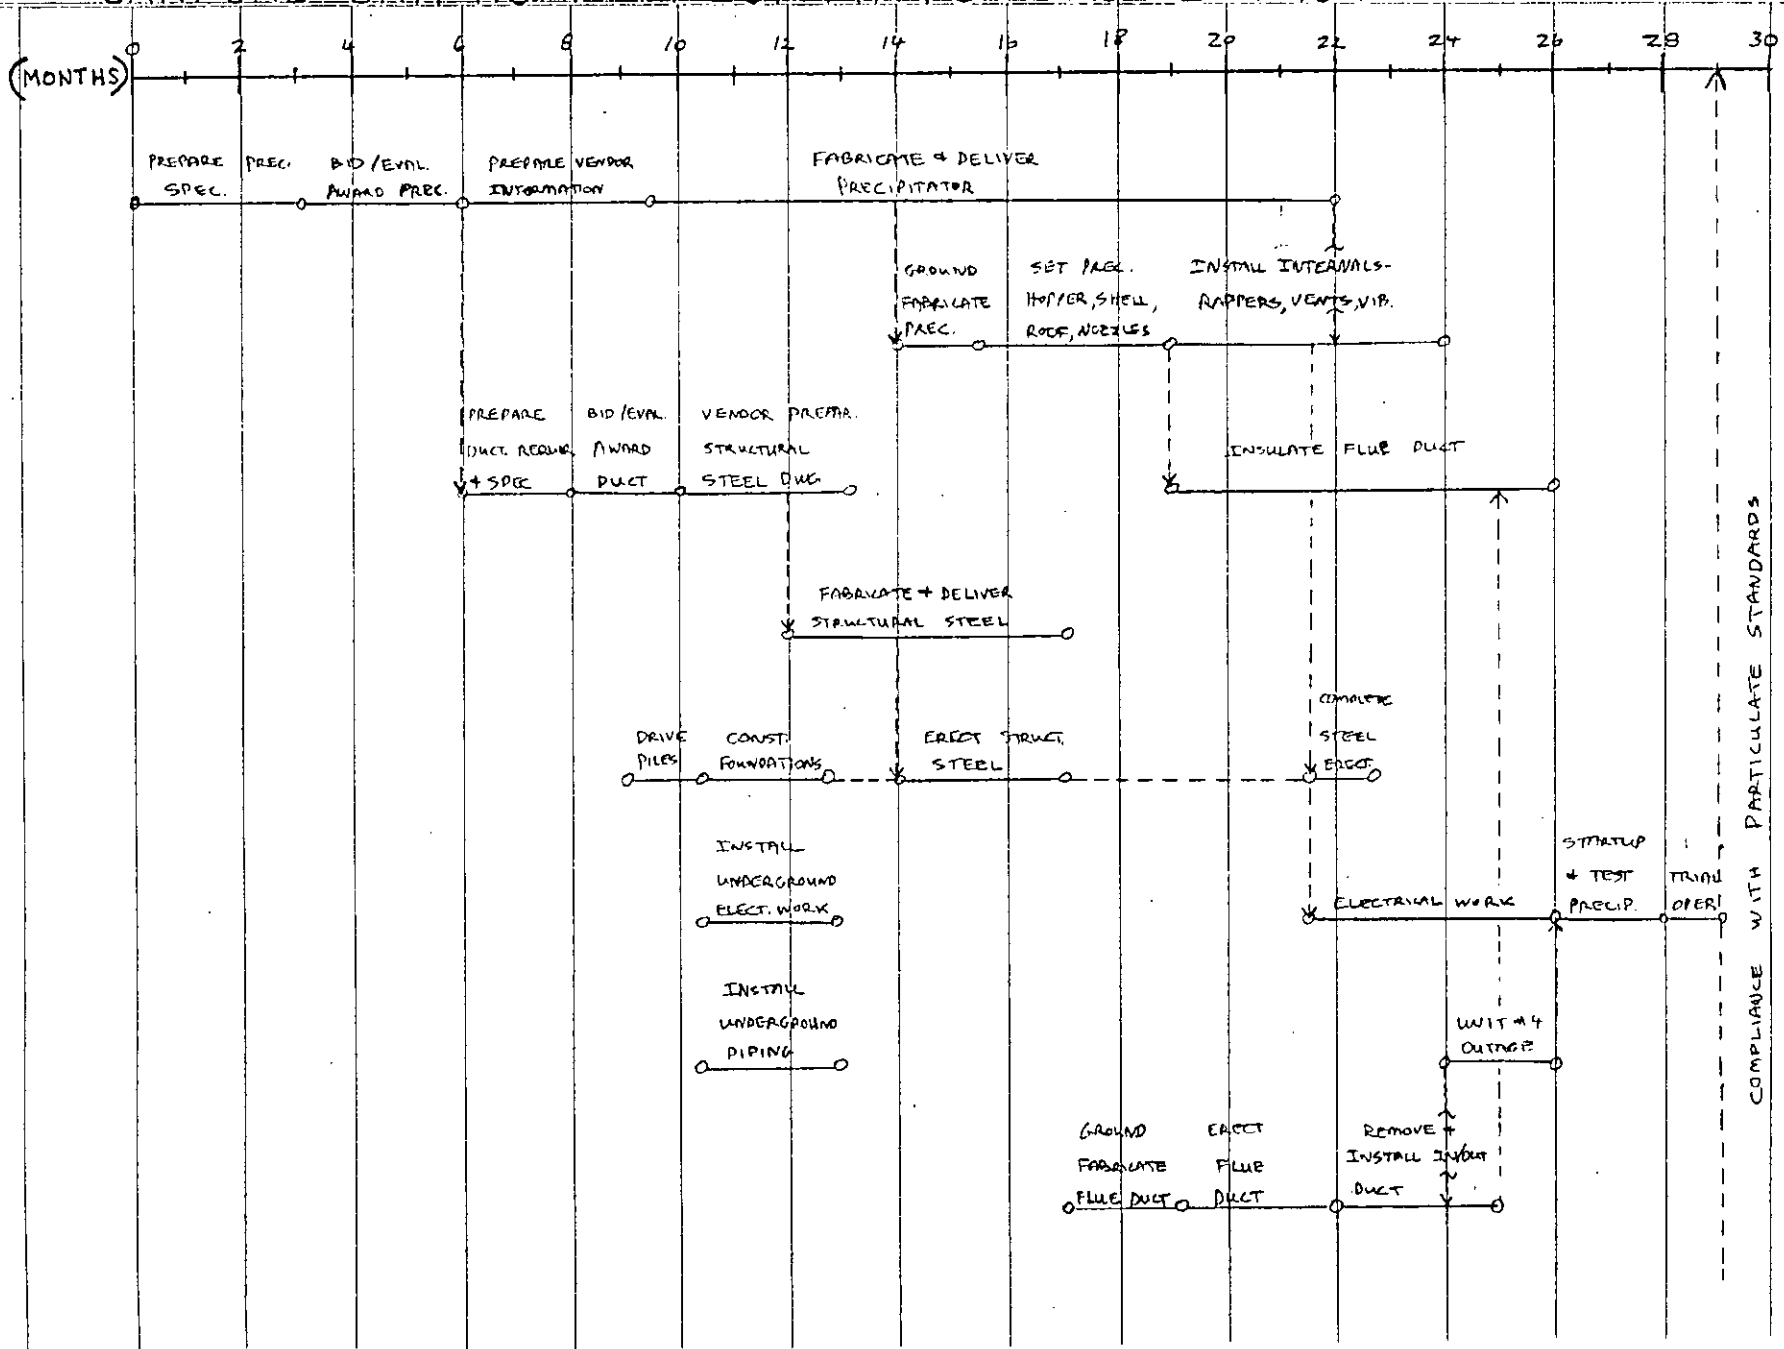 0 2 4 6 8 10 12 14 16 18 20 22 24 26 28 30
(MONTHS)
PREPARE PREC.
SPEC.
BID/EVAL.
AWARD PREC.
PREPARE VENDOR
INFORMATION
FABRICATE + DELIVER
PRECIPITATOR
GROUND
FABRICATE
PREC.
SET PREC.
HOPPER, SHELL,
ROOF, NOZZLES
INSTALL INTERNALS-
RAPPERS, VENTS, VIB.
PREPARE
DUCT. REQUIR.
+ SPEC
BID/EVAL.
AWARD
DUCT
VENDOR PREPAR.
STRUCTURAL
STEEL DWG
INSULATE FLUE DUCT
FABRICATE + DELIVER
STRUCTURAL STEEL
DRIVE
PILES
CONST.
FOUNDATIONS
ERECT STRUCT.
STEEL
COMPLETE
STEEL
ERECT.
INSTALL
UNDERGROUND
ELECT. WORK
ELECTRICAL WORK
STARTUP
+ TEST
PRECIP.
TRIAL
OPER.
INSTALL
UNDERGROUND
PIPING
UNIT #4
OUTAGE
GROUND
FABRICATE
FLUE DUCT
ERECT
FLUE
DUCT
REMOVE +
INSTALL IN/OUT
DUCT
COMPLIANCE WITH PARTICULATE STANDARDS